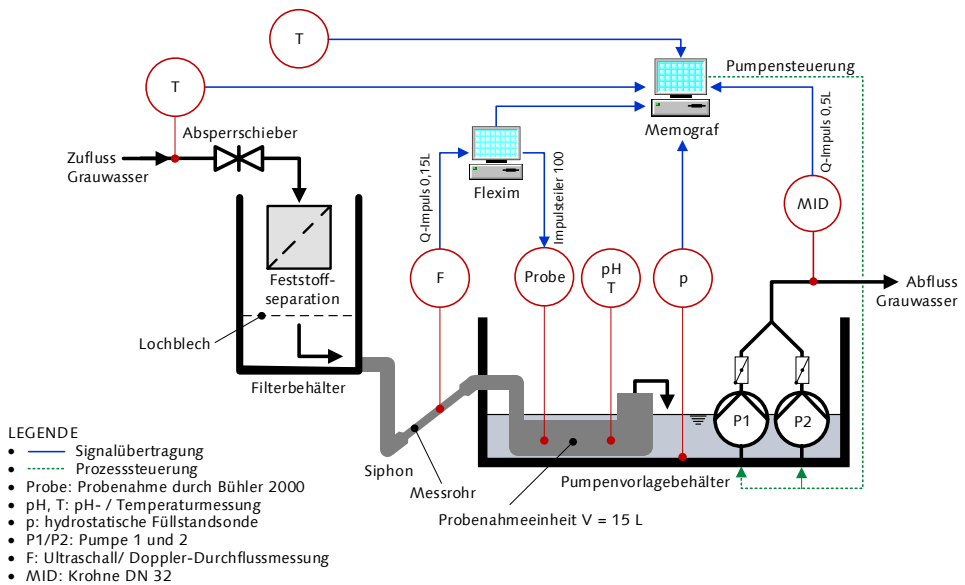 T
T
Pumpensteuerung
Absperrschieber
Memograf
Q-Impuls 0,5L
Zufluss
Grauwasser
Q-Impuls 0,15L
Flexim
Impulsteiler 100
MID
Feststoff-
separation
F
Probe
pH
T
p
Abfluss
Grauwasser
Lochblech
Filterbehälter
P1
P2
Siphon
Messrohr
Pumpenvorlagebehälter
Probenahmeeinheit V = 15 L
LEGENDE
• Signalübertragung
• Prozesssteuerung
• Probe: Probenahme durch Bühler 2000
• pH, T: pH- / Temperaturmessung
• p: hydrostatische Füllstandsonde
• P1/P2: Pumpe 1 und 2
• F: Ultraschall/ Doppler-Durchflussmessung
• MID: Krohne DN 32